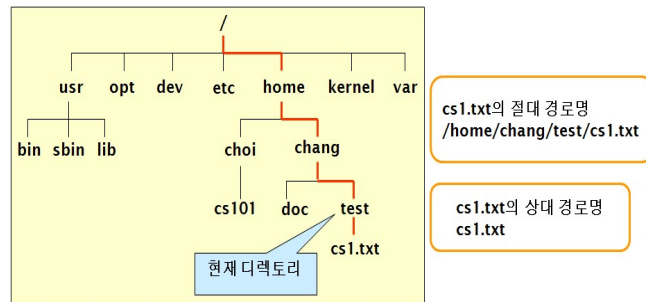 /
usr opt dev etc home kernel var
bin sbin lib choi chang
cs101 doc test
현재 디렉토리
cs1.txt
cs1.txt의 절대 경로명
/home/chang/test/cs1.txt
cs1.txt의 상대 경로명
cs1.txt